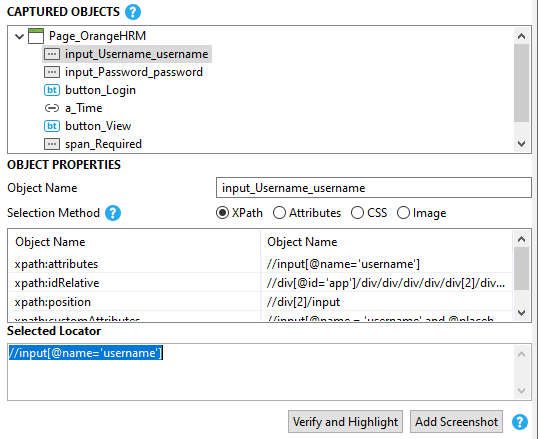 CAPTURED OBJECTS ?
Page_OrangeHRM
input_Username_username
input_Password_password
bt button_Login
a_Time
bt button_View
span_Required
OBJECT PROPERTIES
Object Name input_Username_username
Selection Method ? XPath Attributes CSS Image
Object Name Object Name
xpath:attributes //input[@name='username']
xpath:idRelative //div[@id='app']/div/div/div/div/div[2]/div...
xpath:position //div[2]/input
xpath:customAttributes //input[@name = 'username' and @placeh...
Selected Locator
//input[@name='username']
Verify and Highlight Add Screenshot ?